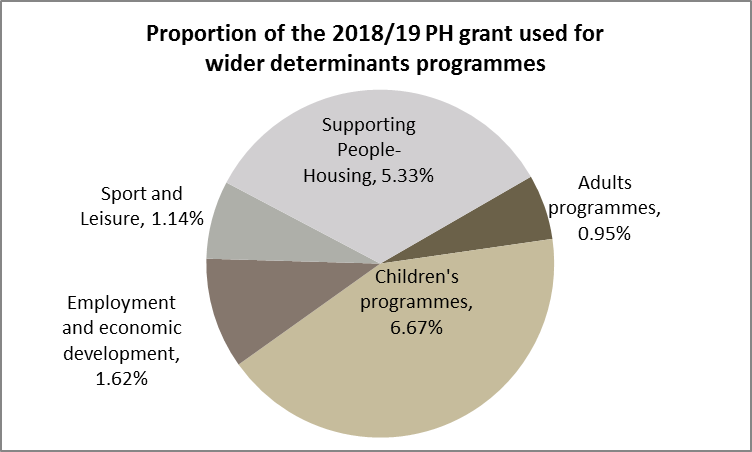 Proportion of the 2018/19 PH grant used for
wider determinants programmes
Supporting
People-
Housing, 5.33%
Adults
programmes,
0.95%
Sport and
Leisure, 1.14%
Children's
programmes,
6.67%
Employment
and economic
development,
1.62%